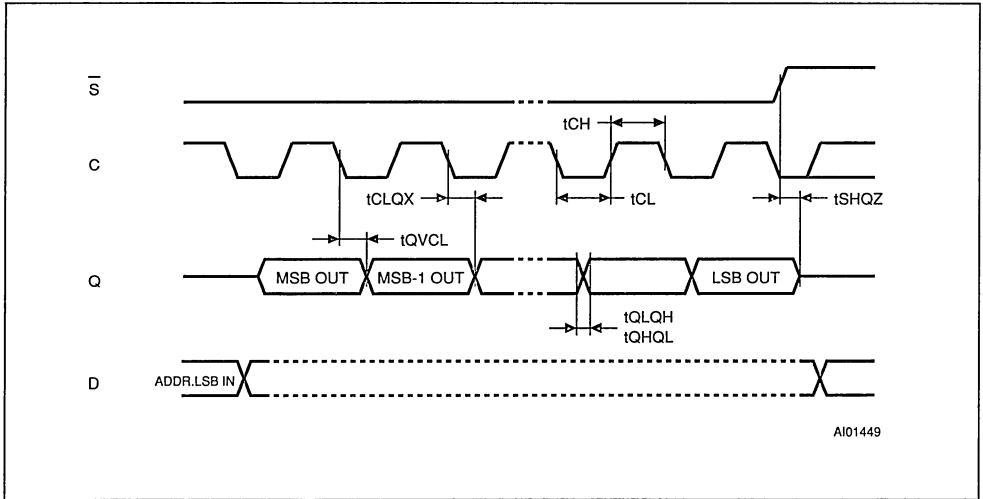 S̅
tCH
C
tCLQX
tCL
tSHQZ
tQVCL
Q
MSB OUT
MSB-1 OUT
LSB OUT
tQLQH
tQHQL
D
ADDR.LSB IN
AI01449